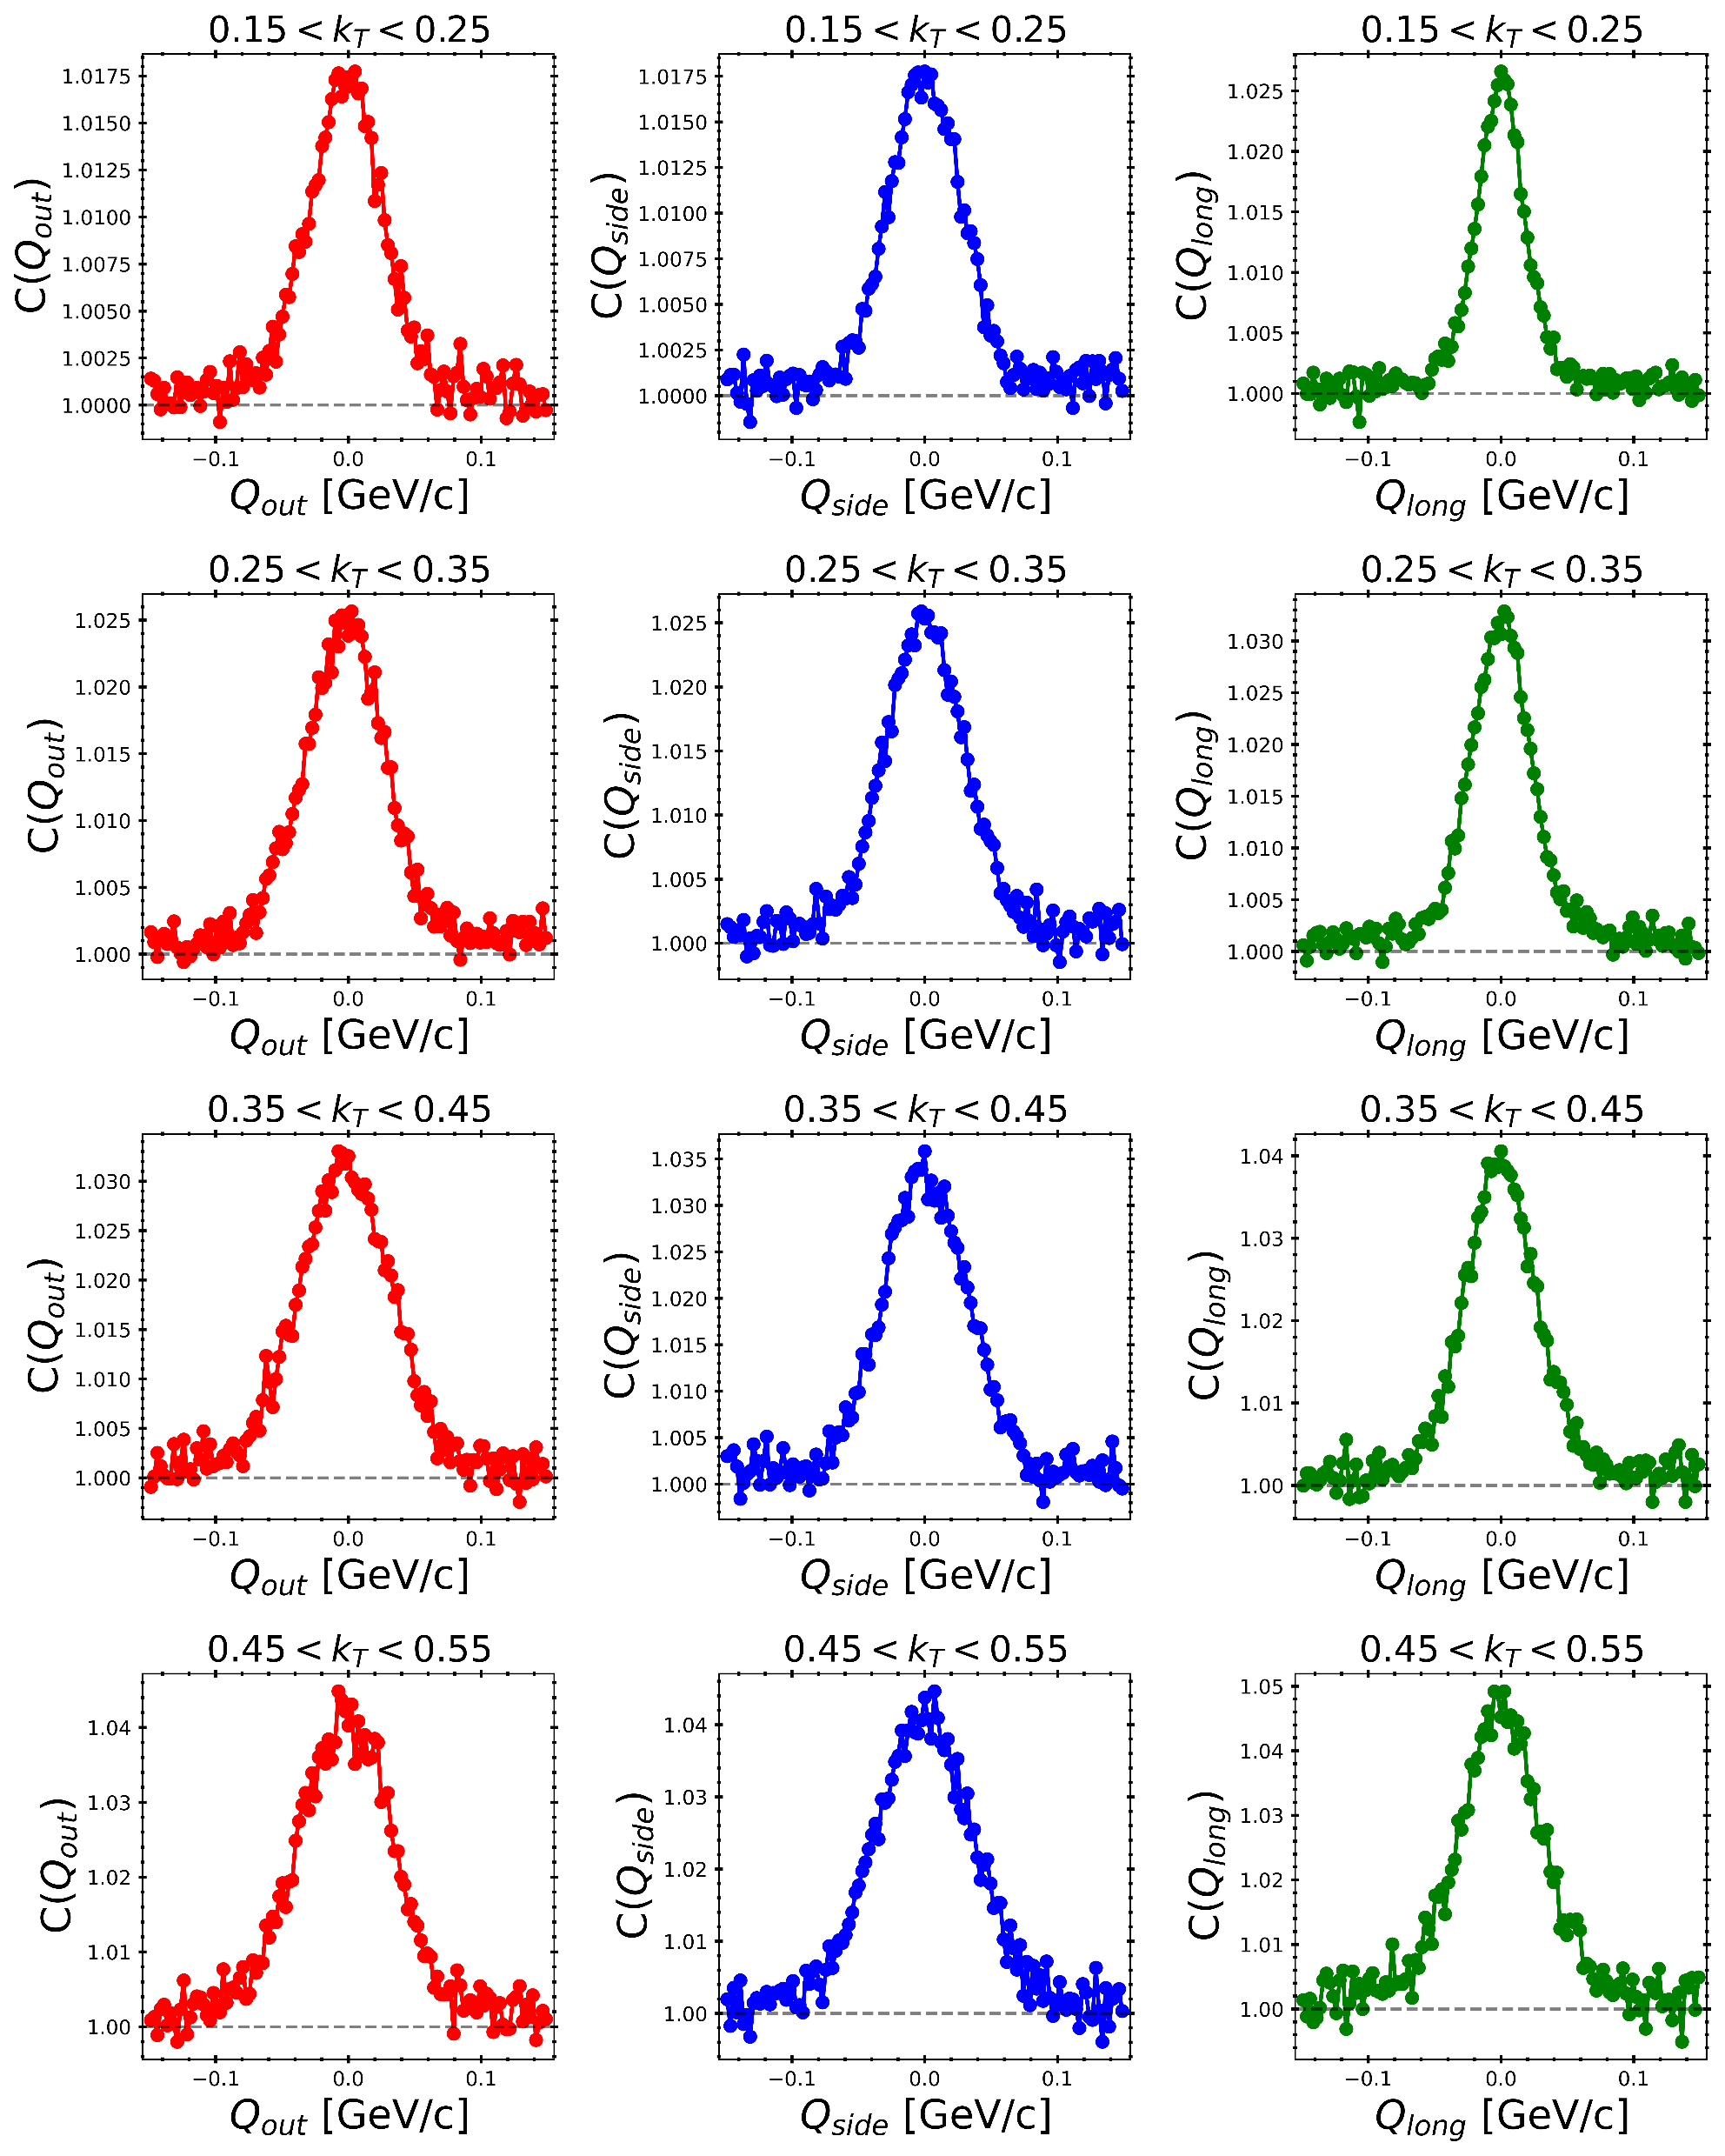 0.15 < k_T < 0.25
C(Q_out)
1.0175
1.0150
1.0125
1.0100
1.0075
1.0050
1.0025
1.0000
−0.1 0.0 0.1
Q_out [GeV/c]
0.15 < k_T < 0.25
C(Q_side)
1.0175
1.0150
1.0125
1.0100
1.0075
1.0050
1.0025
1.0000
−0.1 0.0 0.1
Q_side [GeV/c]
0.15 < k_T < 0.25
C(Q_long)
1.025
1.020
1.015
1.010
1.005
1.000
−0.1 0.0 0.1
Q_long [GeV/c]
0.25 < k_T < 0.35
C(Q_out)
1.025
1.020
1.015
1.010
1.005
1.000
−0.1 0.0 0.1
Q_out [GeV/c]
0.25 < k_T < 0.35
C(Q_side)
1.025
1.020
1.015
1.010
1.005
1.000
−0.1 0.0 0.1
Q_side [GeV/c]
0.25 < k_T < 0.35
C(Q_long)
1.030
1.025
1.020
1.015
1.010
1.005
1.000
−0.1 0.0 0.1
Q_long [GeV/c]
0.35 < k_T < 0.45
C(Q_out)
1.030
1.025
1.020
1.015
1.010
1.005
1.000
−0.1 0.0 0.1
Q_out [GeV/c]
0.35 < k_T < 0.45
C(Q_side)
1.035
1.030
1.025
1.020
1.015
1.010
1.005
1.000
−0.1 0.0 0.1
Q_side [GeV/c]
0.35 < k_T < 0.45
C(Q_long)
1.04
1.03
1.02
1.01
1.00
−0.1 0.0 0.1
Q_long [GeV/c]
0.45 < k_T < 0.55
C(Q_out)
1.04
1.03
1.02
1.01
1.00
−0.1 0.0 0.1
Q_out [GeV/c]
0.45 < k_T < 0.55
C(Q_side)
1.04
1.03
1.02
1.01
1.00
−0.1 0.0 0.1
Q_side [GeV/c]
0.45 < k_T < 0.55
C(Q_long)
1.05
1.04
1.03
1.02
1.01
1.00
−0.1 0.0 0.1
Q_long [GeV/c]